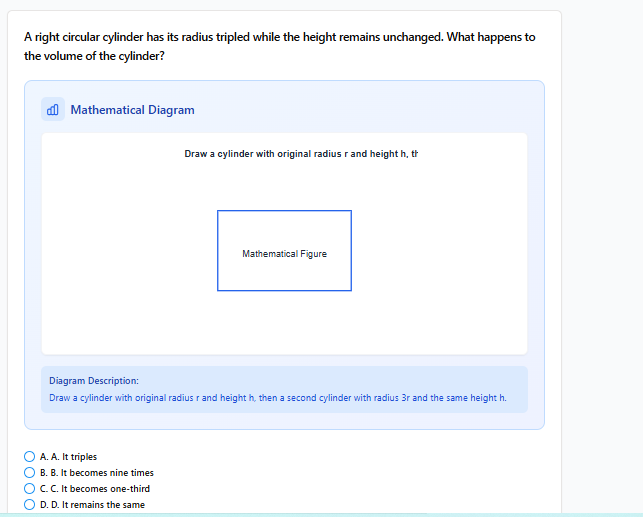 A right circular cylinder has its radius tripled while the height remains unchanged. What happens to
the volume of the cylinder?
Mathematical Diagram
Draw a cylinder with original radius r and height h, th
Mathematical Figure
Diagram Description:
Draw a cylinder with original radius r and height h, then a second cylinder with radius 3r and the same height h.
A. A. It triples
B. B. It becomes nine times
C. C. It becomes one-third
D. D. It remains the same